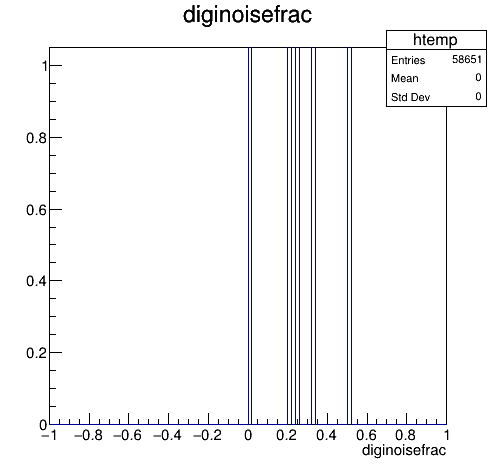 diginoisefrac
htemp
Entries 58651
Mean 0
Std Dev 0
1
0.8
0.6
0.4
0.2
0
−1 −0.8 −0.6 −0.4 −0.2 0 0.2 0.4 0.6 0.8 1
diginoisefrac